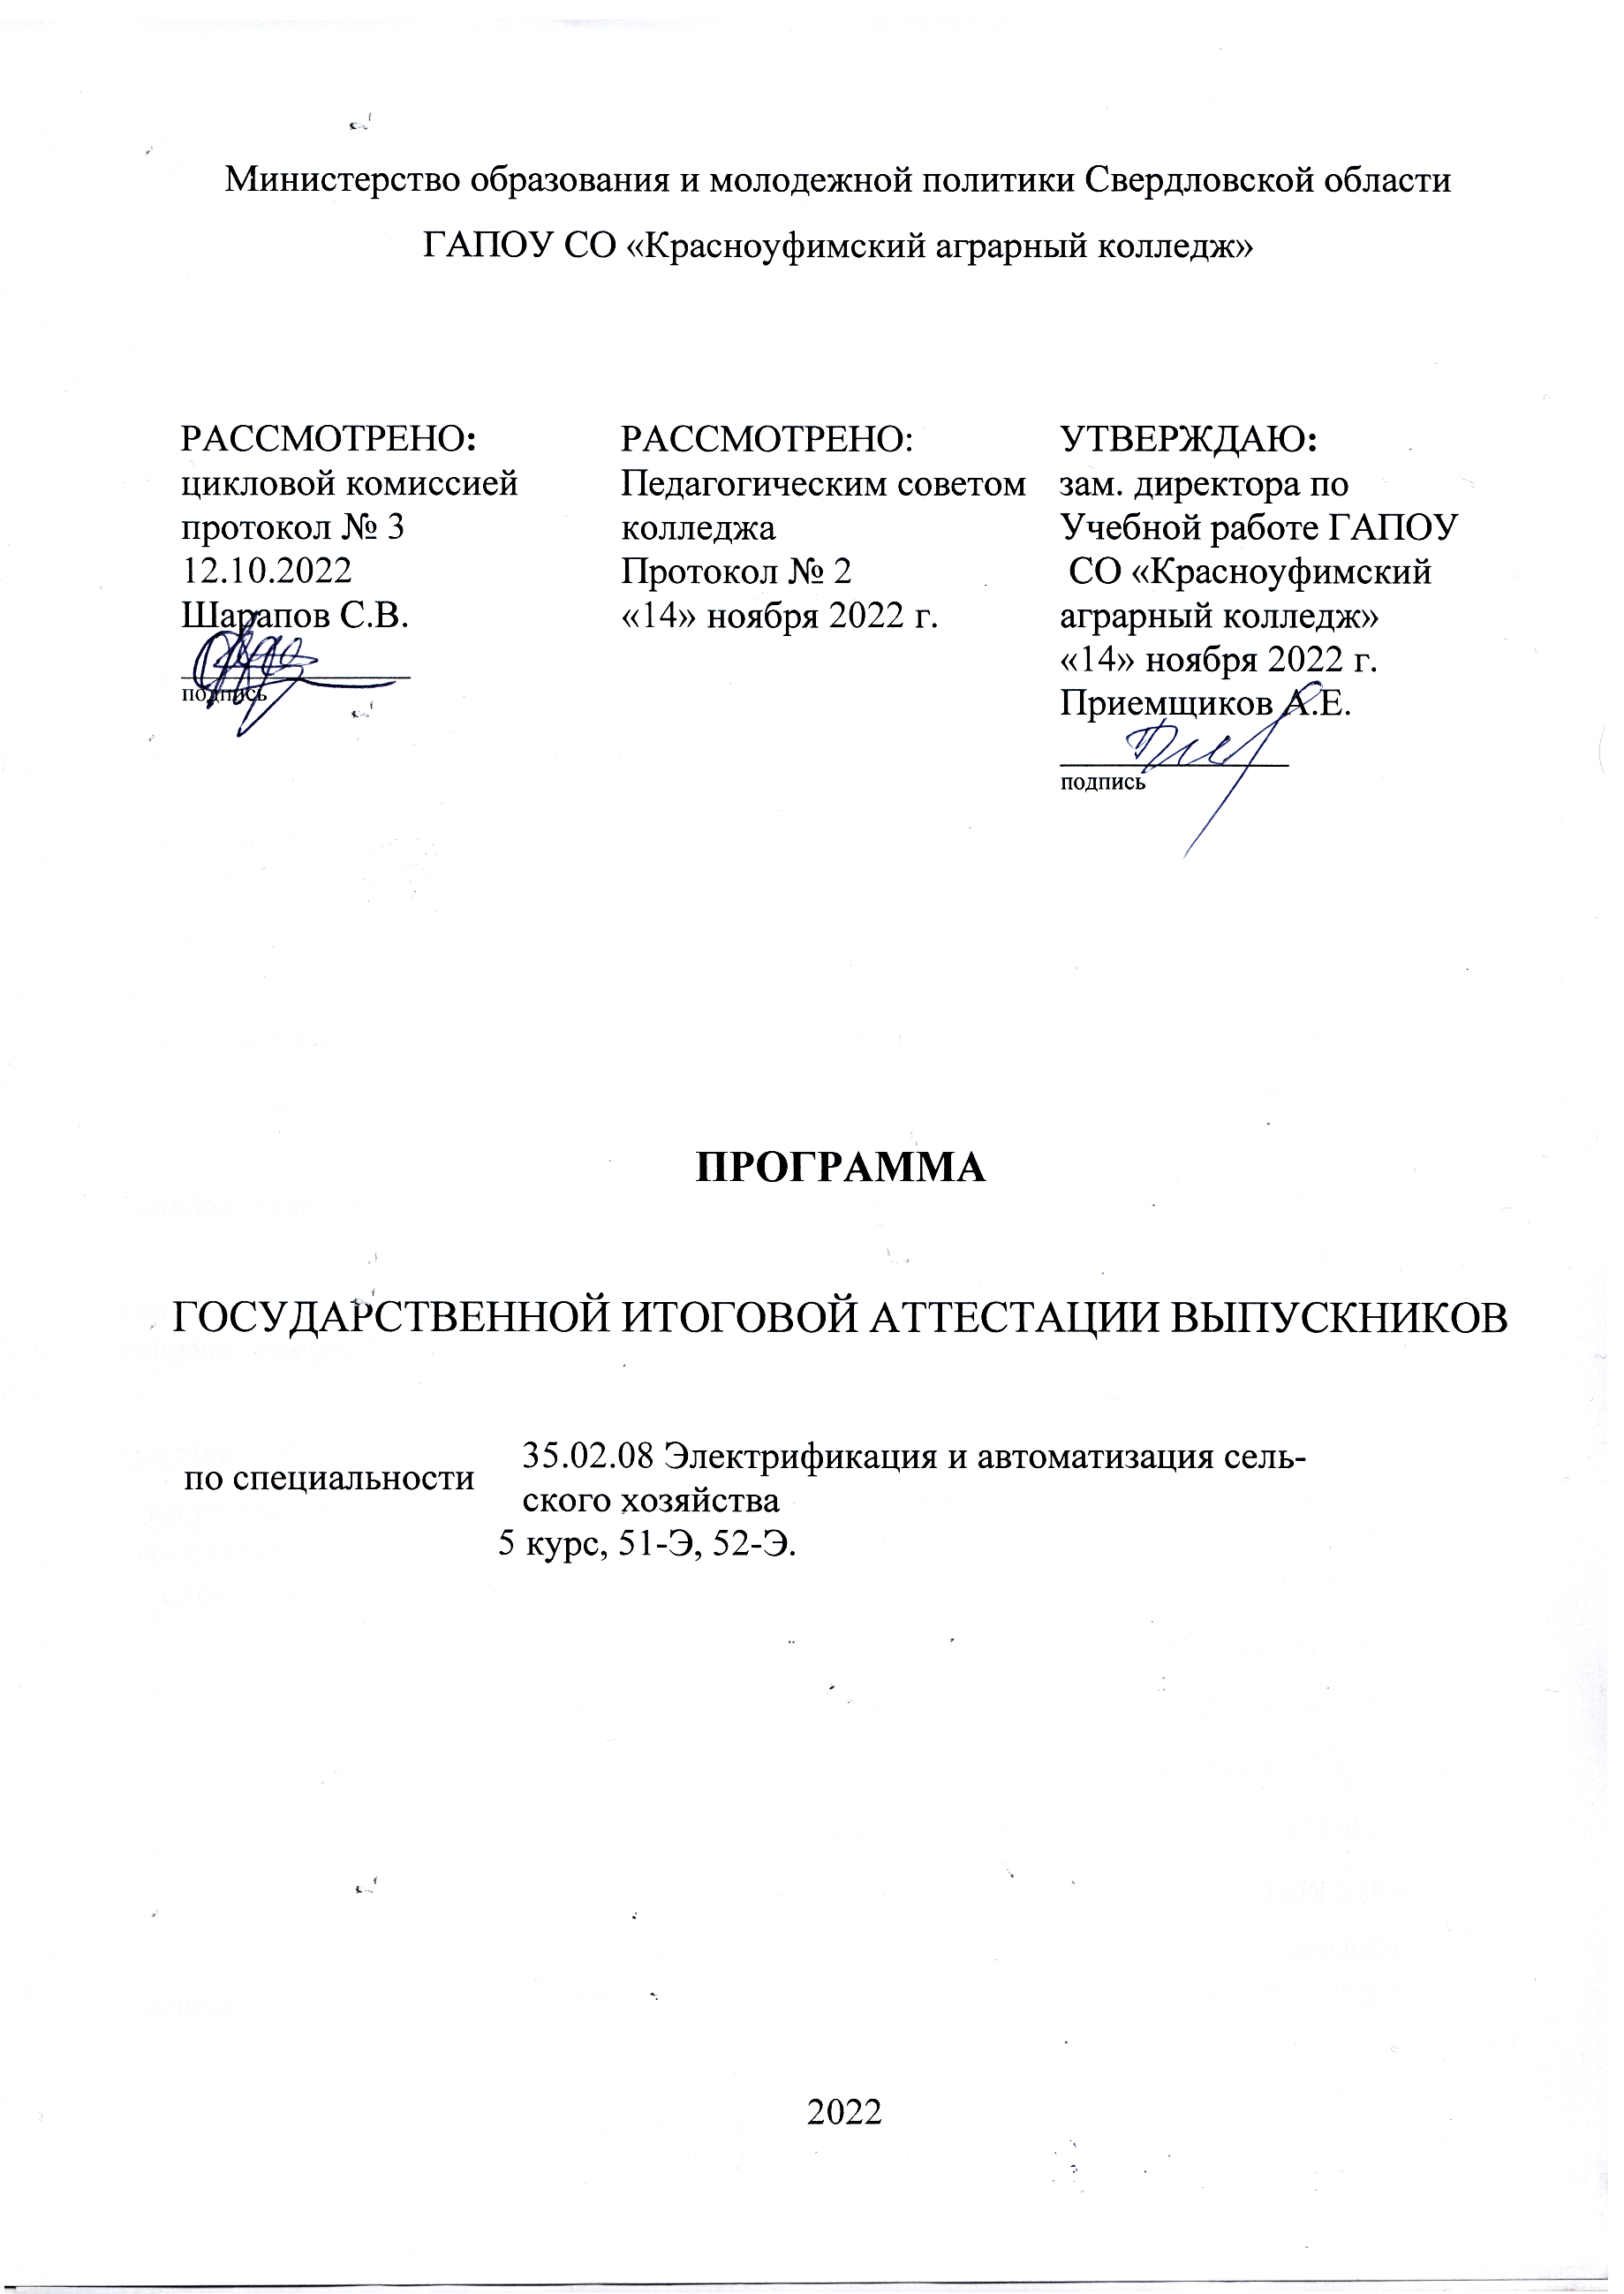 Министерство образования и молодежной политики Свердловской области
ГАПОУ СО «Красноуфимский аграрный колледж»
РАССМОТРЕНО:
цикловой комиссией
протокол № 3
12.10.2022
Шарапов С.В.
подпись
РАССМОТРЕНО:
Педагогическим советом
колледжа
Протокол № 2
«14» ноября 2022 г.
УТВЕРЖДАЮ:
зам. директора по
Учебной работе ГАПОУ
СО «Красноуфимский
аграрный колледж»
«14» ноября 2022 г.
Приемщиков А.Е.
подпись
ПРОГРАММА
ГОСУДАРСТВЕННОЙ ИТОГОВОЙ АТТЕСТАЦИИ ВЫПУСКНИКОВ
по специальности
35.02.08 Электрификация и автоматизация сель-
ского хозяйства
5 курс, 51-Э, 52-Э.
2022